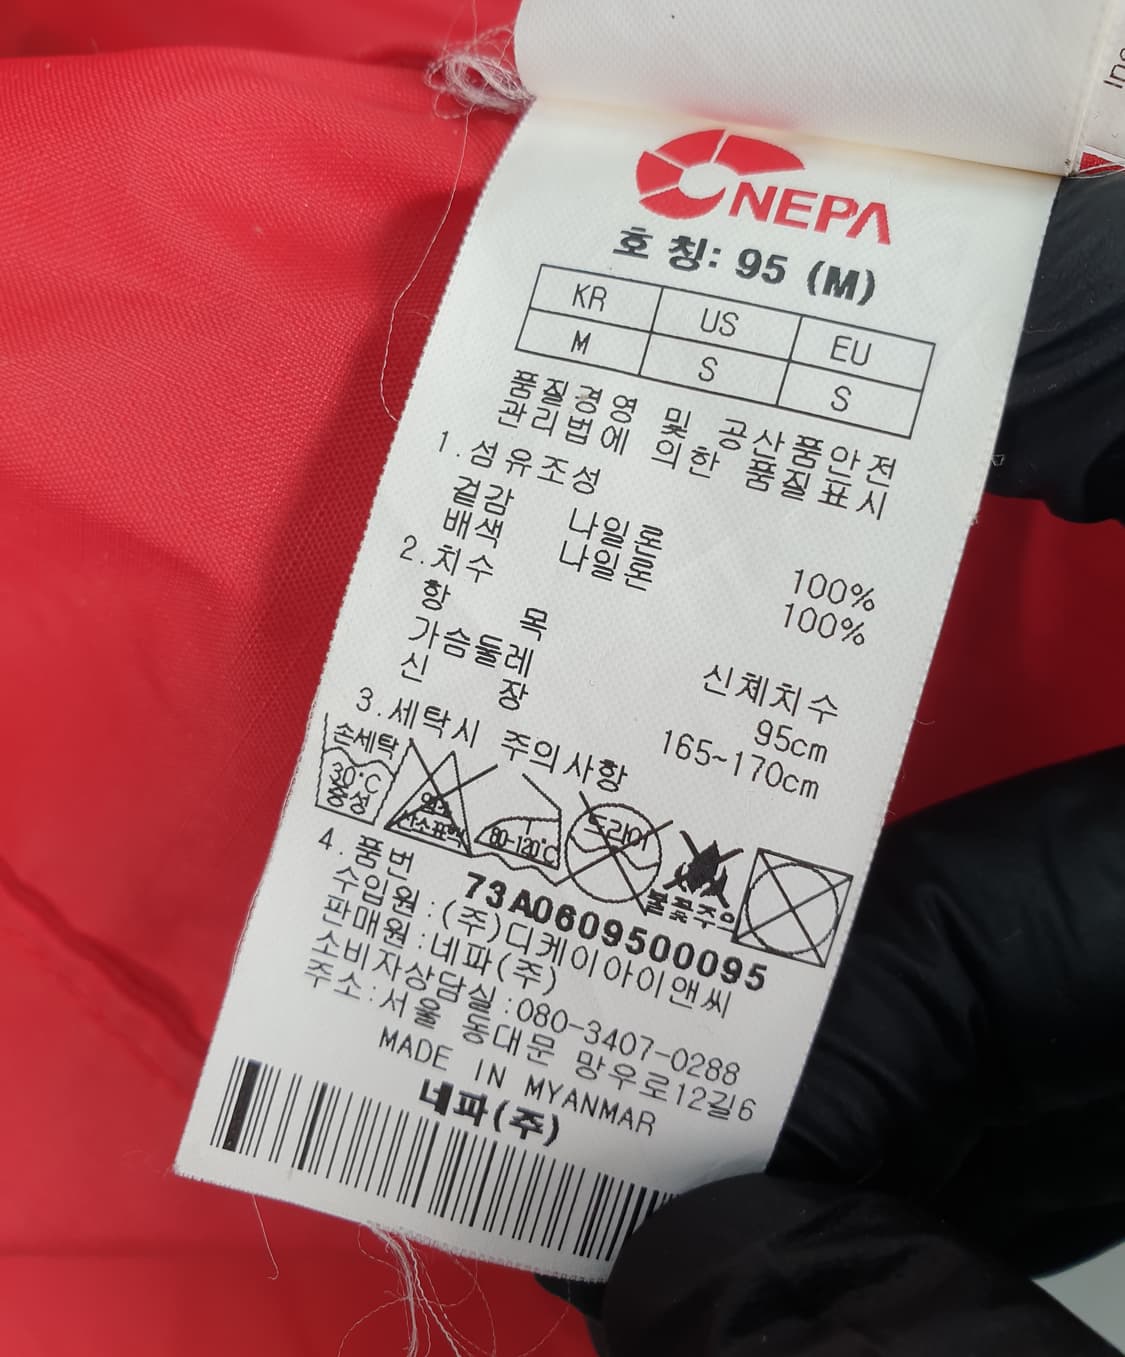 NEPA
호 칭: 95 (M)
KR US EU
M S S
품질경영 및 공산품안전
관리법에 의한 품질표시
1.섬유조성
겉감 나일론 100%
배색 나일론 100%
2.치수
항 목 신체치수
가슴둘레 95cm
신 장 165~170cm
3.세탁시 주의사항
손세탁
30℃
중성
염소
산소표백
80~120℃
드라이
불꽃주의
4.품번 73A0609500095
수입원:(주)디케이아이앤씨
판매원:네파(주)
소비자상담실:080-3407-0288
주소:서울 동대문 망우로12길6
MADE IN MYANMAR
네파(주)